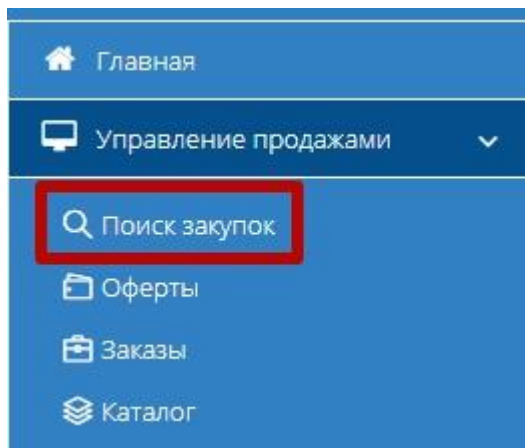 Главная
Управление продажами
Поиск закупок
Оферты
Заказы
Каталог